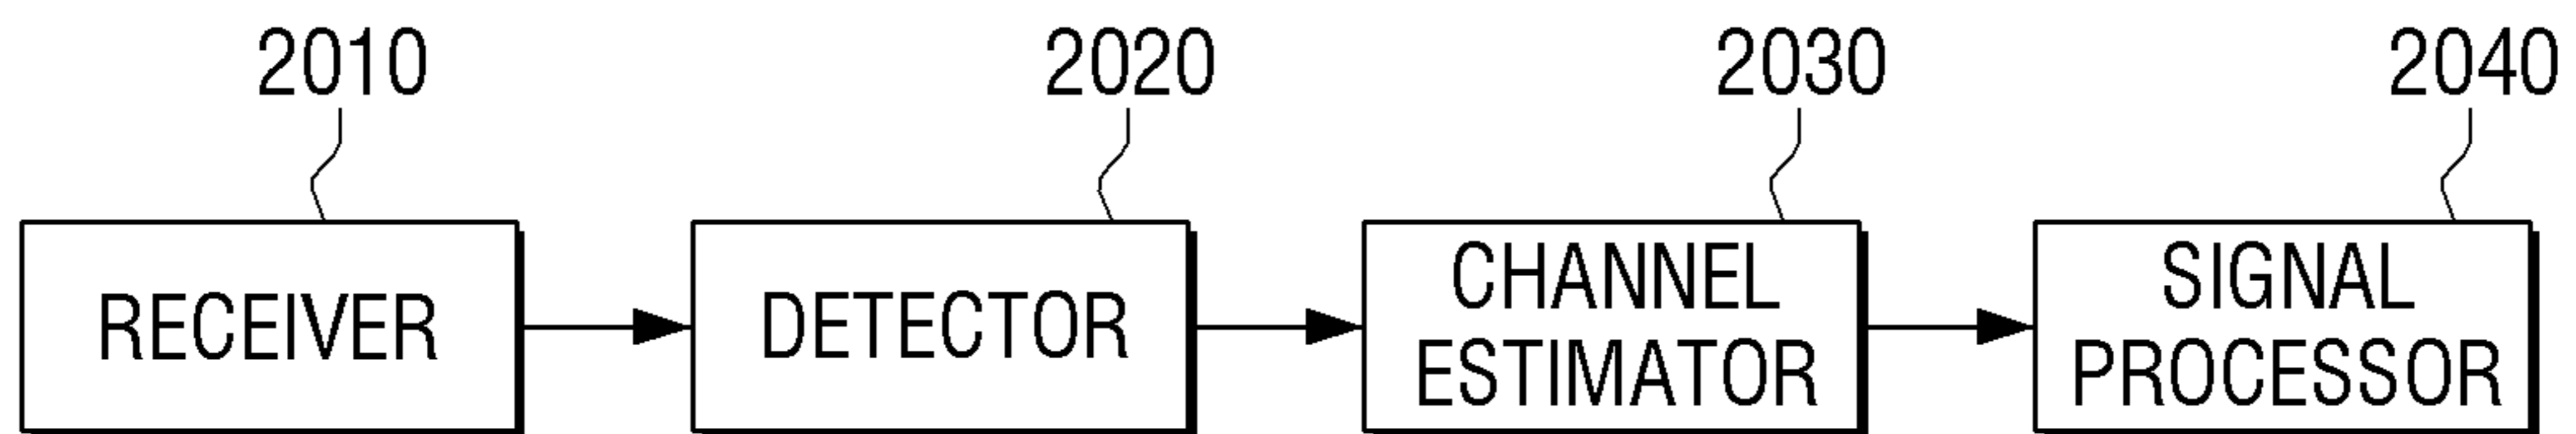 2010
2020
2030
2040
RECEIVER
DETECTOR
CHANNEL
ESTIMATOR
SIGNAL
PROCESSOR